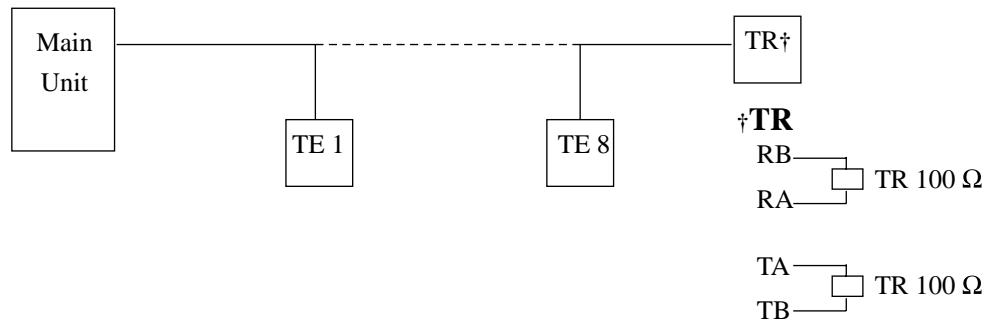 Main
Unit
TR†
TE 1
TE 8
†TR
RB
TR 100 Ω
RA
TA
TR 100 Ω
TB